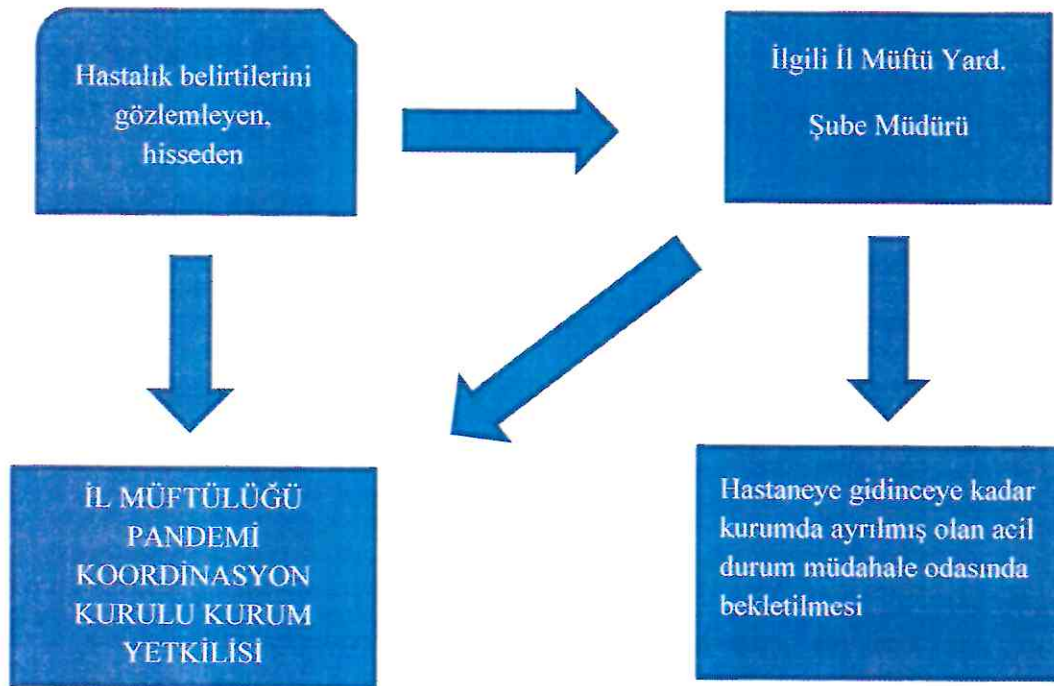 Hastalık belirtilerini
gözlemleyen,
hisseden
İlgili İl Müftü Yard.
Şube Müdürü
İL MÜFTÜLÜĞÜ
PANDEMİ
KOORDİNASYON
KURULU KURUM
YETKİLİSİ
Hastaneye gidinceye kadar
kurumda ayrılmış olan acil
durum müdahale odasında
bekletilmesi